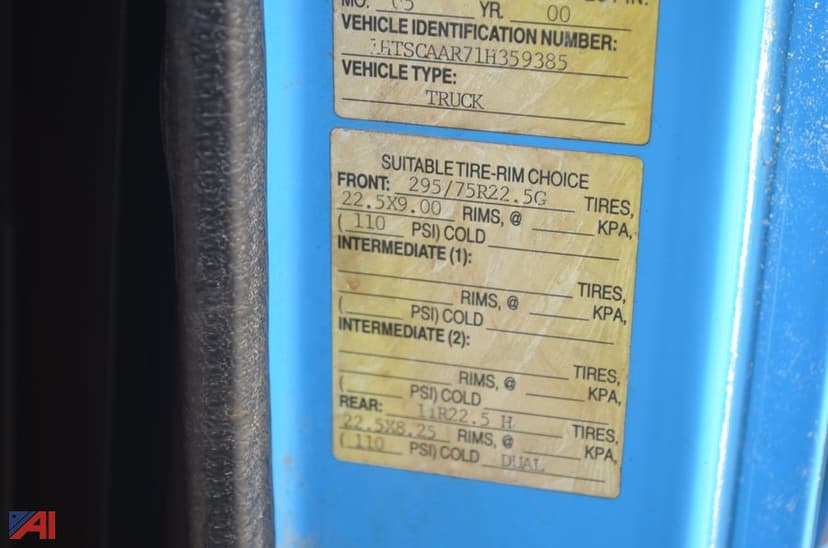 MO. 05 YR. 00
VEHICLE IDENTIFICATION NUMBER:
1HTSCAAR71H359385
VEHICLE TYPE:
TRUCK
SUITABLE TIRE-RIM CHOICE
FRONT: 295/75R22.5G TIRES,
22.5X9.00 RIMS, @ KPA,
(110 PSI) COLD
INTERMEDIATE (1):
TIRES,
RIMS, @ KPA,
( PSI) COLD
INTERMEDIATE (2):
TIRES,
RIMS, @ KPA,
( PSI) COLD
REAR: 11R22.5 H TIRES,
22.5X8.25 RIMS, @ KPA,
(110 PSI) COLD DUAL
AI